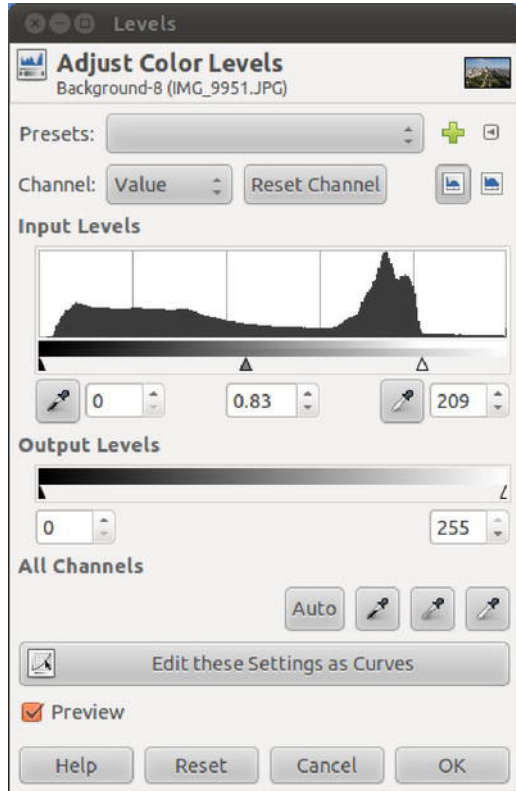 Levels
Adjust Color Levels
Background-8 (IMG_9951.JPG)
Presets:
Channel: Value Reset Channel
Input Levels
0 0.83 209
Output Levels
0 255
All Channels
Auto
Edit these Settings as Curves
Preview
Help Reset Cancel OK